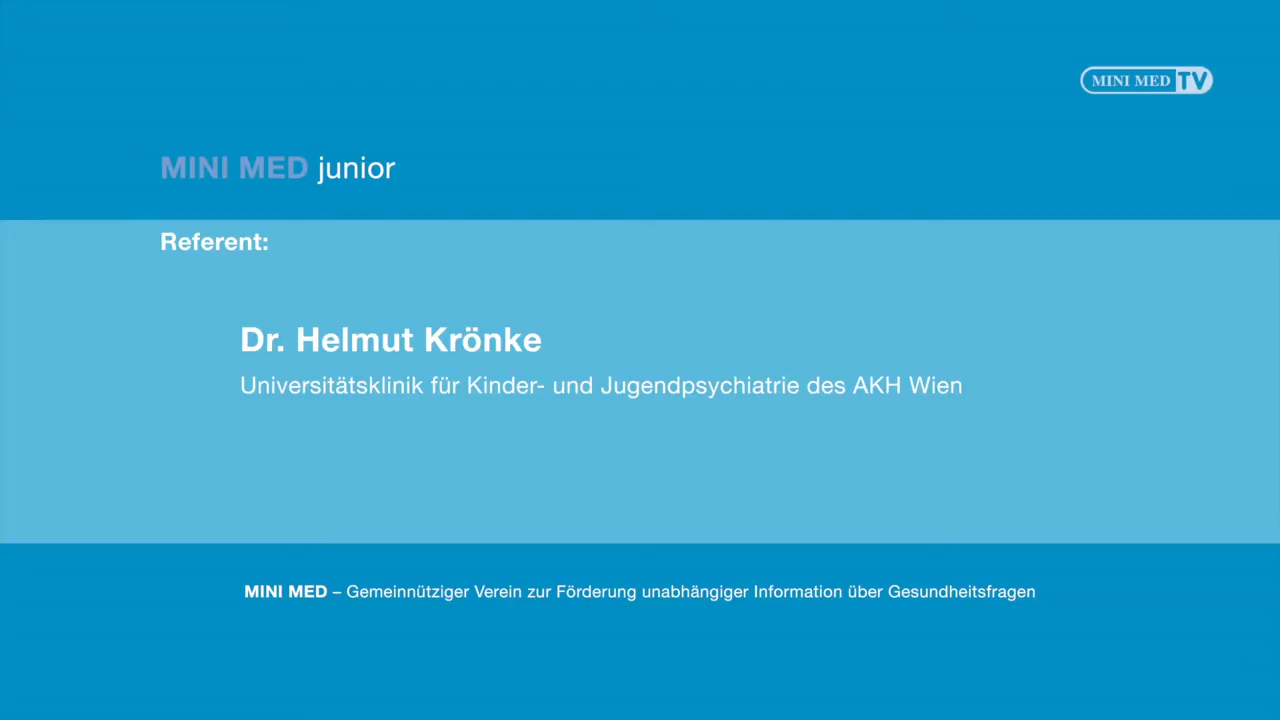 MINI MED TV
MINI MED junior
Referent:
Dr. Helmut Krönke
Universitätsklinik für Kinder- und Jugendpsychiatrie des AKH Wien
MINI MED – Gemeinnütziger Verein zur Förderung unabhängiger Information über Gesundheitsfragen